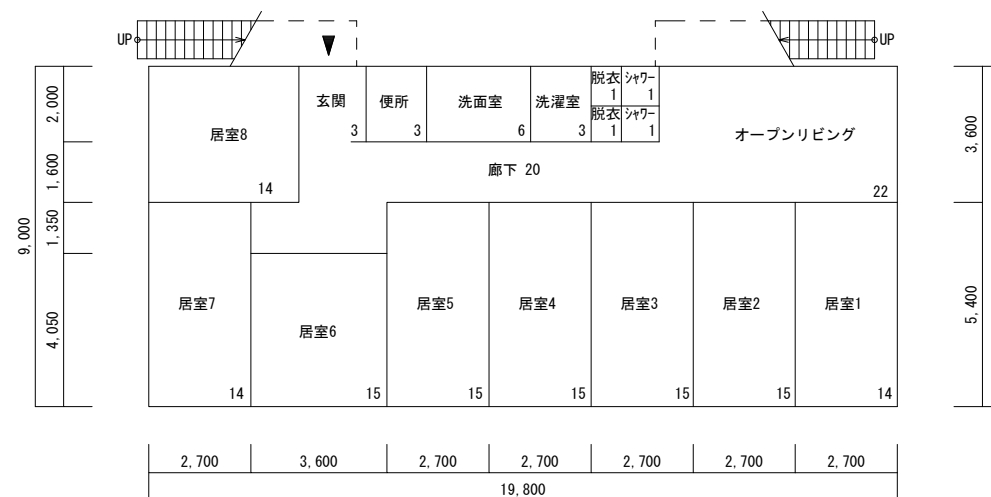 UP
UP
2,000
1,600
1,350
4,050
9,000
居室8
14
玄関
3
便所
3
洗面室
6
洗濯室
3
脱衣
1
シャワー
1
脱衣
1
シャワー
1
オープンリビング
22
廊下 20
3,600
5,400
居室7
14
居室6
15
居室5
15
居室4
15
居室3
15
居室2
15
居室1
14
2,700
3,600
2,700
2,700
2,700
2,700
2,700
19,800